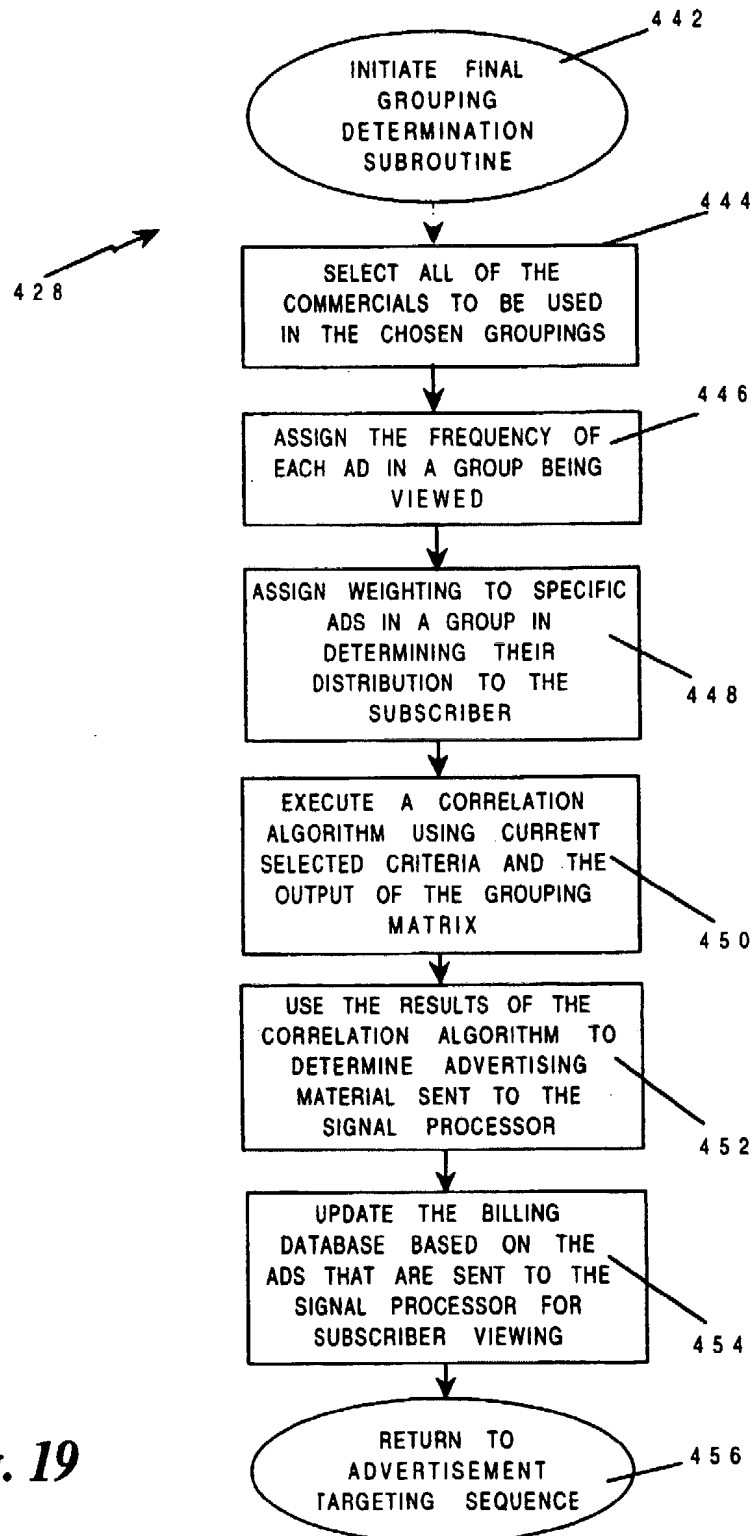 442
INITIATE FINAL
GROUPING
DETERMINATION
SUBROUTINE
428
444
SELECT ALL OF THE
COMMERCIALS TO BE USED
IN THE CHOSEN GROUPINGS
446
ASSIGN THE FREQUENCY OF
EACH AD IN A GROUP BEING
VIEWED
ASSIGN WEIGHTING TO SPECIFIC
ADS IN A GROUP IN
DETERMINING THEIR
DISTRIBUTION TO THE
SUBSCRIBER
448
EXECUTE A CORRELATION
ALGORITHM USING CURRENT
SELECTED CRITERIA AND THE
OUTPUT OF THE GROUPING
MATRIX
450
USE THE RESULTS OF THE
CORRELATION ALGORITHM TO
DETERMINE ADVERTISING
MATERIAL SENT TO THE
SIGNAL PROCESSOR
452
UPDATE THE BILLING
DATABASE BASED ON THE
ADS THAT ARE SENT TO THE
SIGNAL PROCESSOR FOR
SUBSCRIBER VIEWING
454
RETURN TO
ADVERTISEMENT
TARGETING SEQUENCE
456
. 19